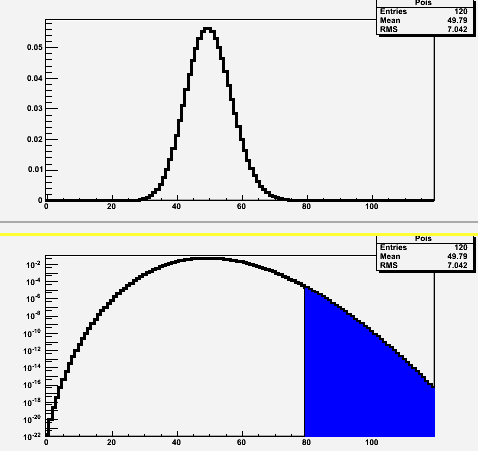 Pois
Entries 120
Mean 49.79
RMS 7.042
0.05
0.04
0.03
0.02
0.01
0
0 20 40 60 80 100
Pois
Entries 120
Mean 49.79
RMS 7.042
10-2
10-4
10-6
10-8
10-10
10-12
10-14
10-16
10-18
10-20
10-22
0 20 40 60 80 100